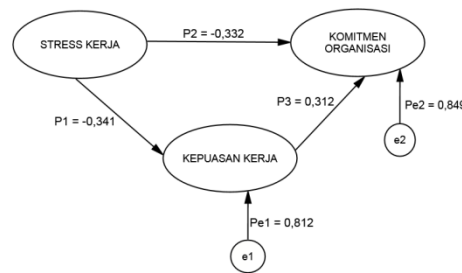 STRESS KERJA
P2 = -0,332
KOMITMEN
ORGANISASI
P1 = -0,341
P3 = 0,312
Pe2 = 0,849
KEPUASAN KERJA
e2
Pe1 = 0,812
e1